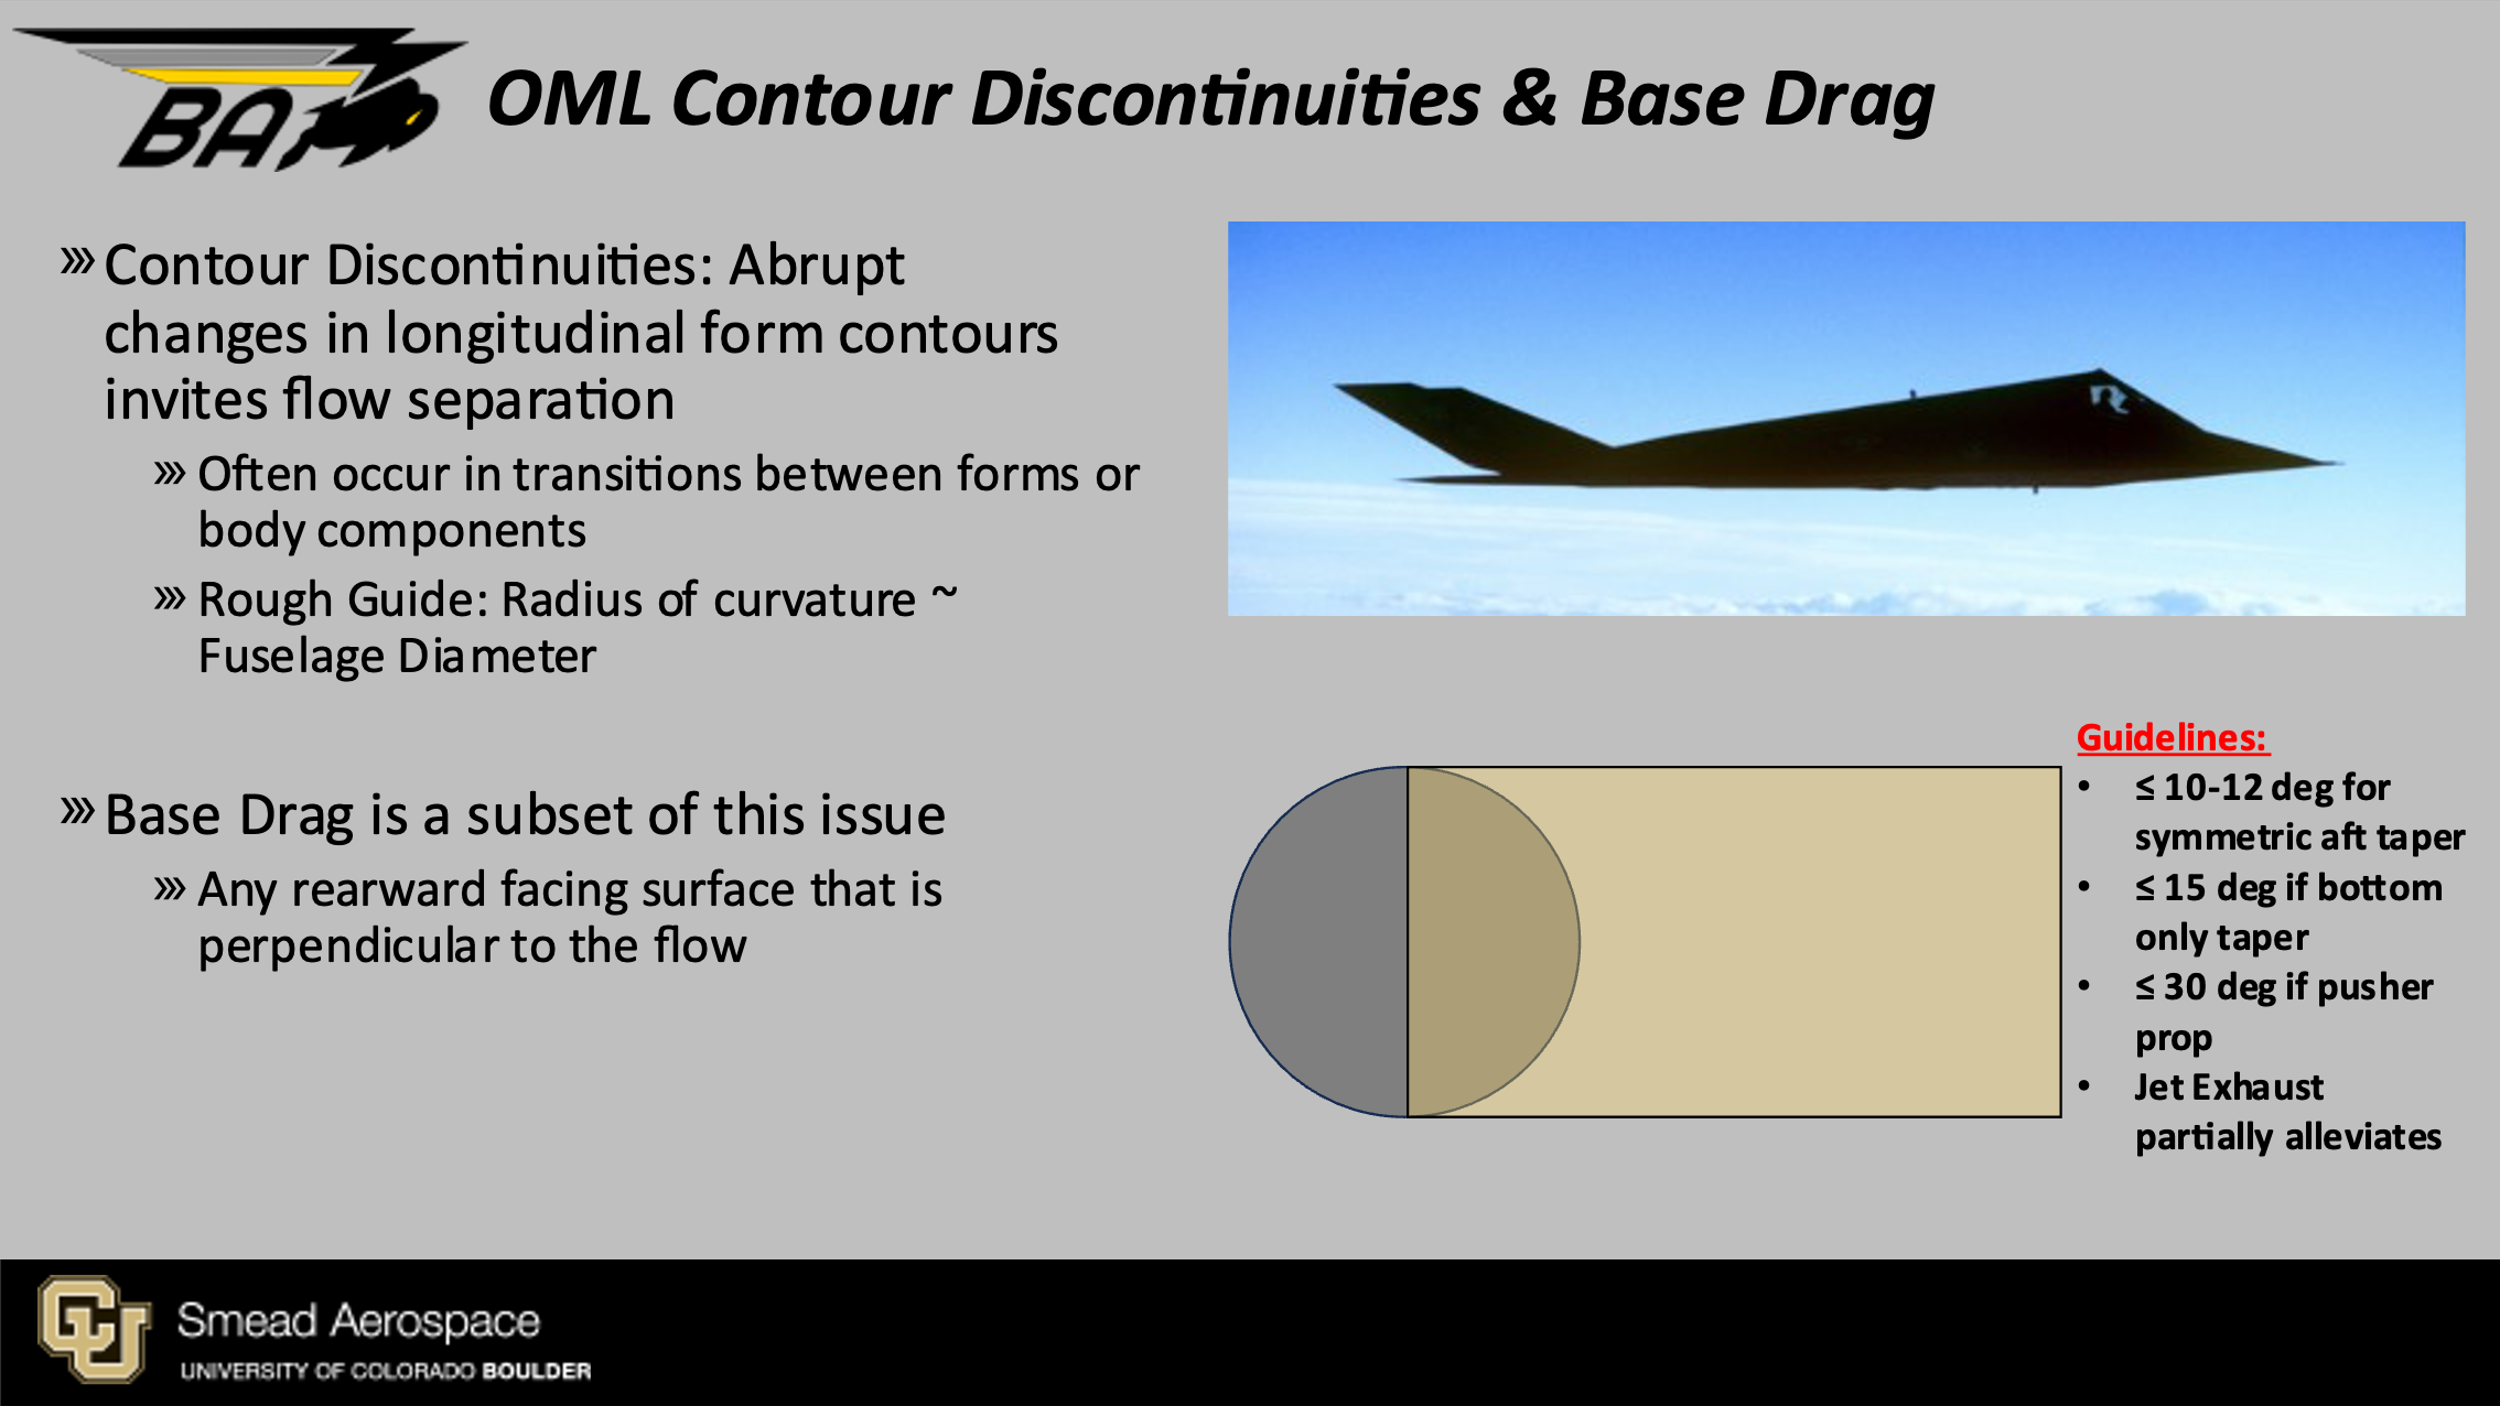 BA
OML Contour Discontinuities & Base Drag
Contour Discontinuities: Abrupt
changes in longitudinal form contours
invites flow separation
Often occur in transitions between forms or
body components
Rough Guide: Radius of curvature ~
Fuselage Diameter
Base Drag is a subset of this issue
Any rearward facing surface that is
perpendicular to the flow
Guidelines:
• ≤ 10-12 deg for
symmetric aft taper
• ≤ 15 deg if bottom
only taper
• ≤ 30 deg if pusher
prop
• Jet Exhaust
partially alleviates
CU
Smead Aerospace
UNIVERSITY OF COLORADO BOULDER